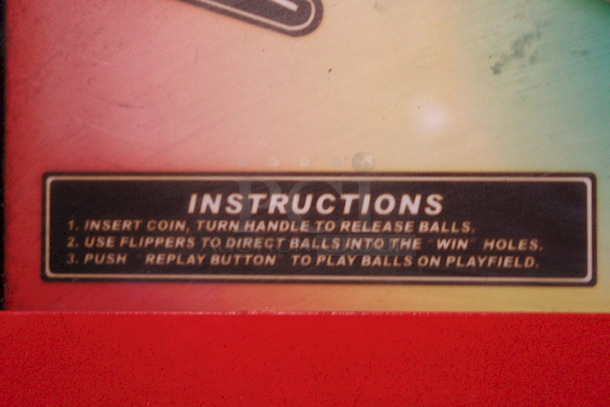 INSTRUCTIONS
1. INSERT COIN, TURN HANDLE TO RELEASE BALLS.
2. USE FLIPPERS TO DIRECT BALLS INTO THE "WIN" HOLES.
3. PUSH "REPLAY BUTTON" TO PLAY BALLS ON PLAYFIELD.